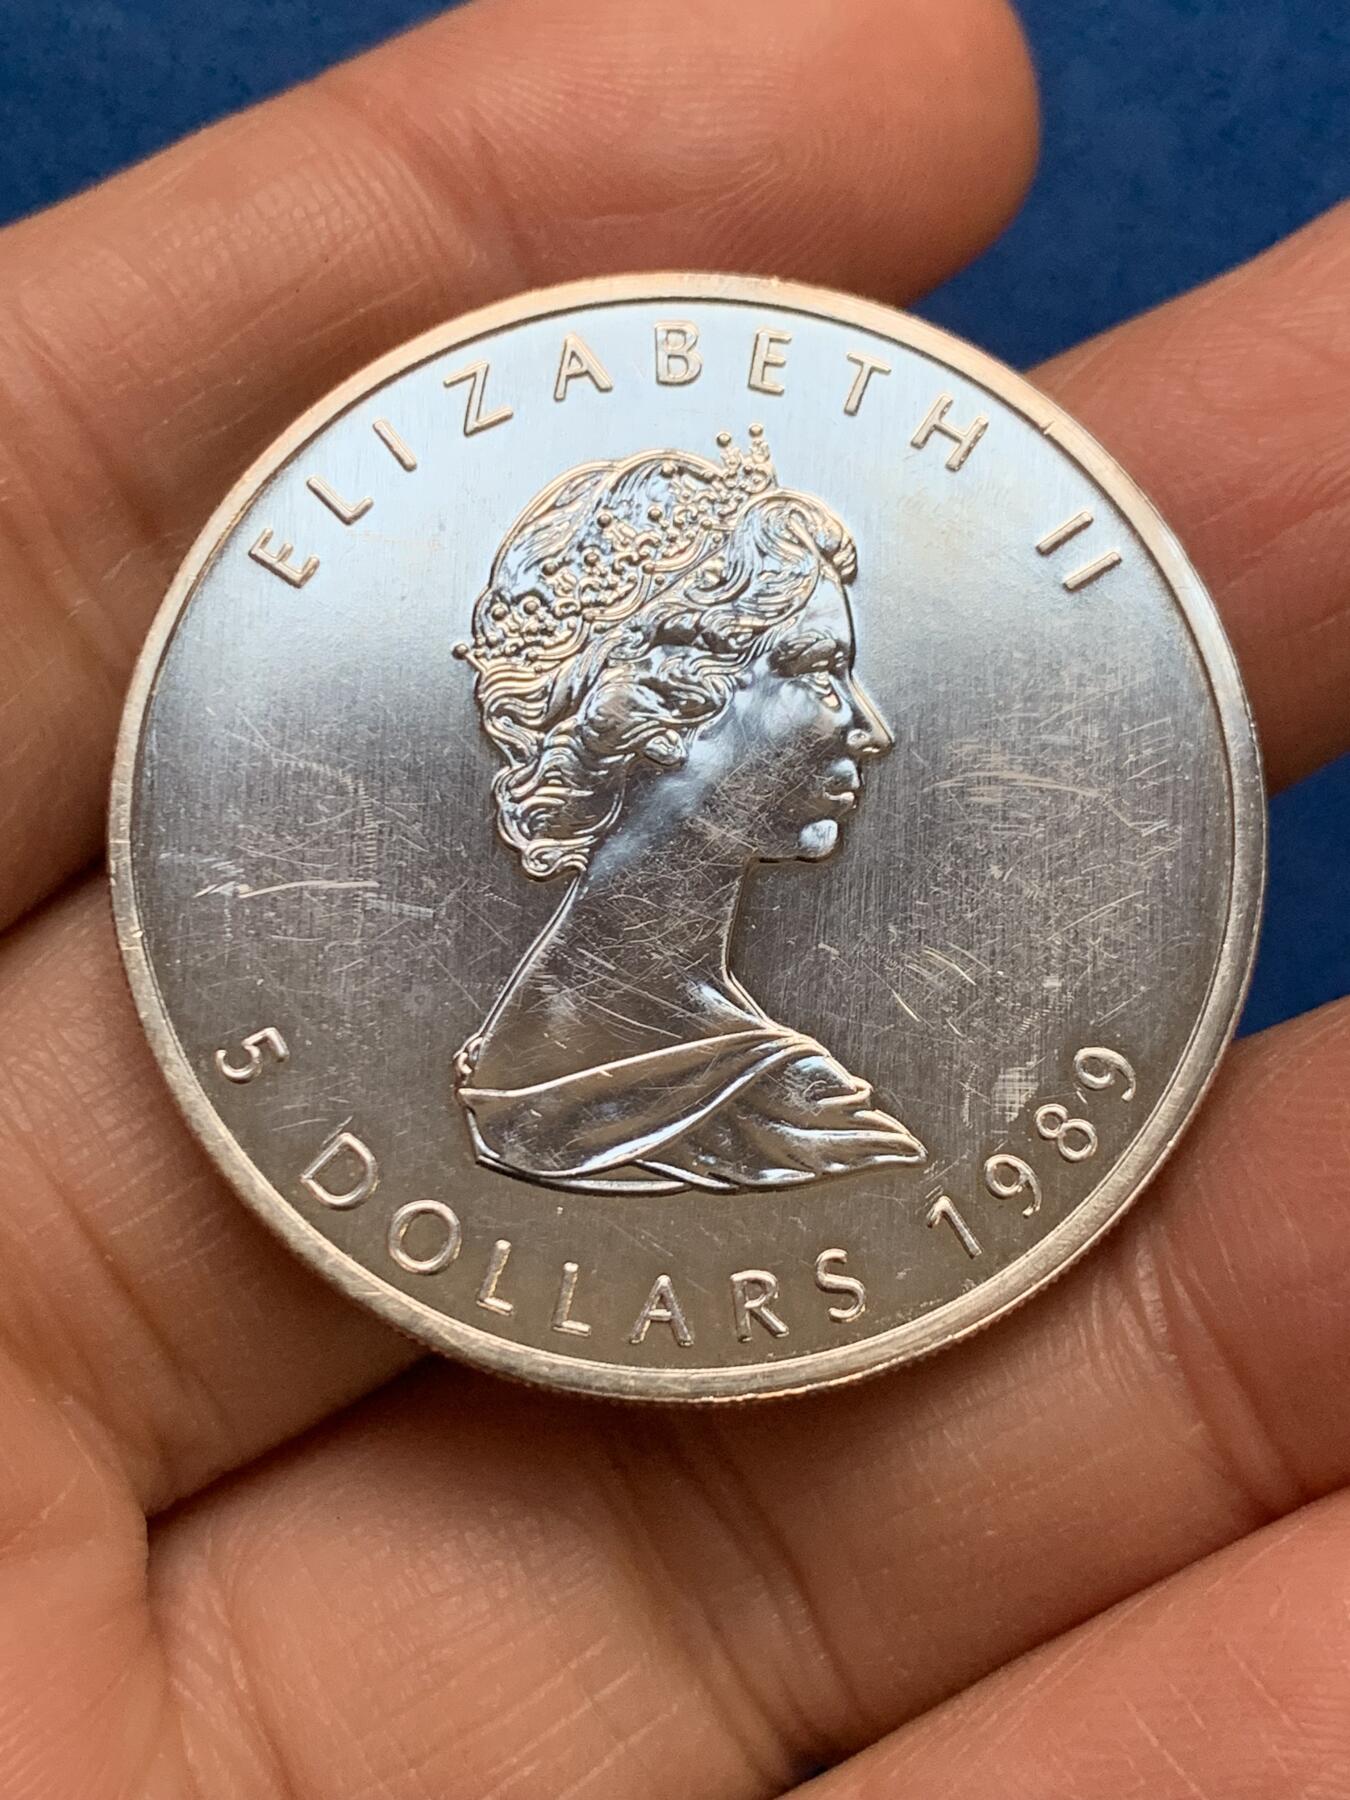 ELIZABETH II
5 DOLLARS 1989